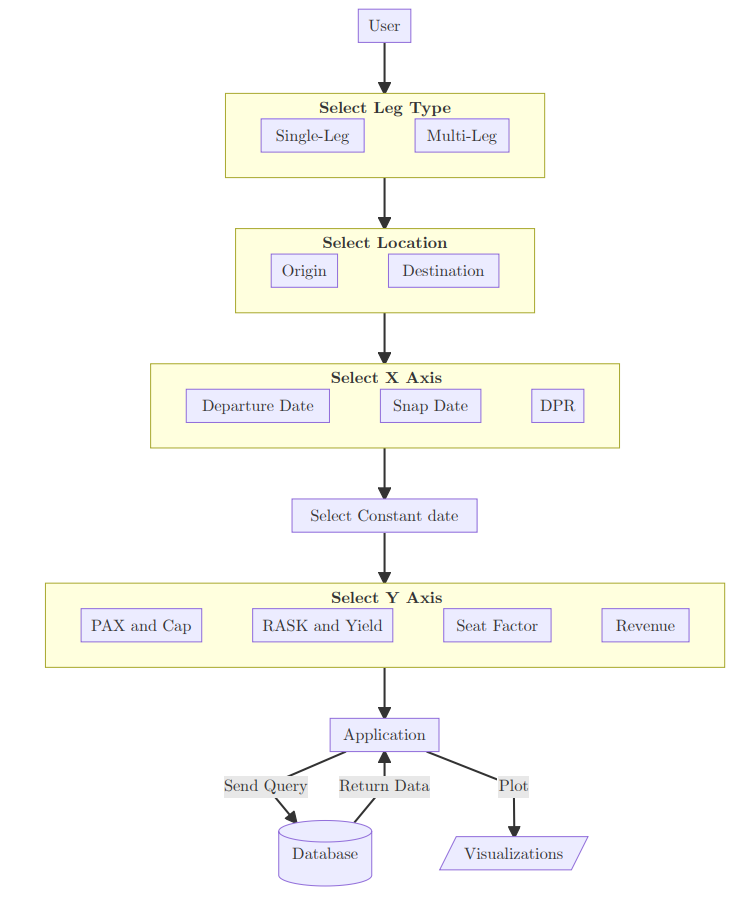 User
Select Leg Type
Single-Leg
Multi-Leg
Select Location
Origin
Destination
Select X Axis
Departure Date
Snap Date
DPR
Select Constant date
Select Y Axis
PAX and Cap
RASK and Yield
Seat Factor
Revenue
Application
Send Query
Return Data
Plot
Database
Visualizations